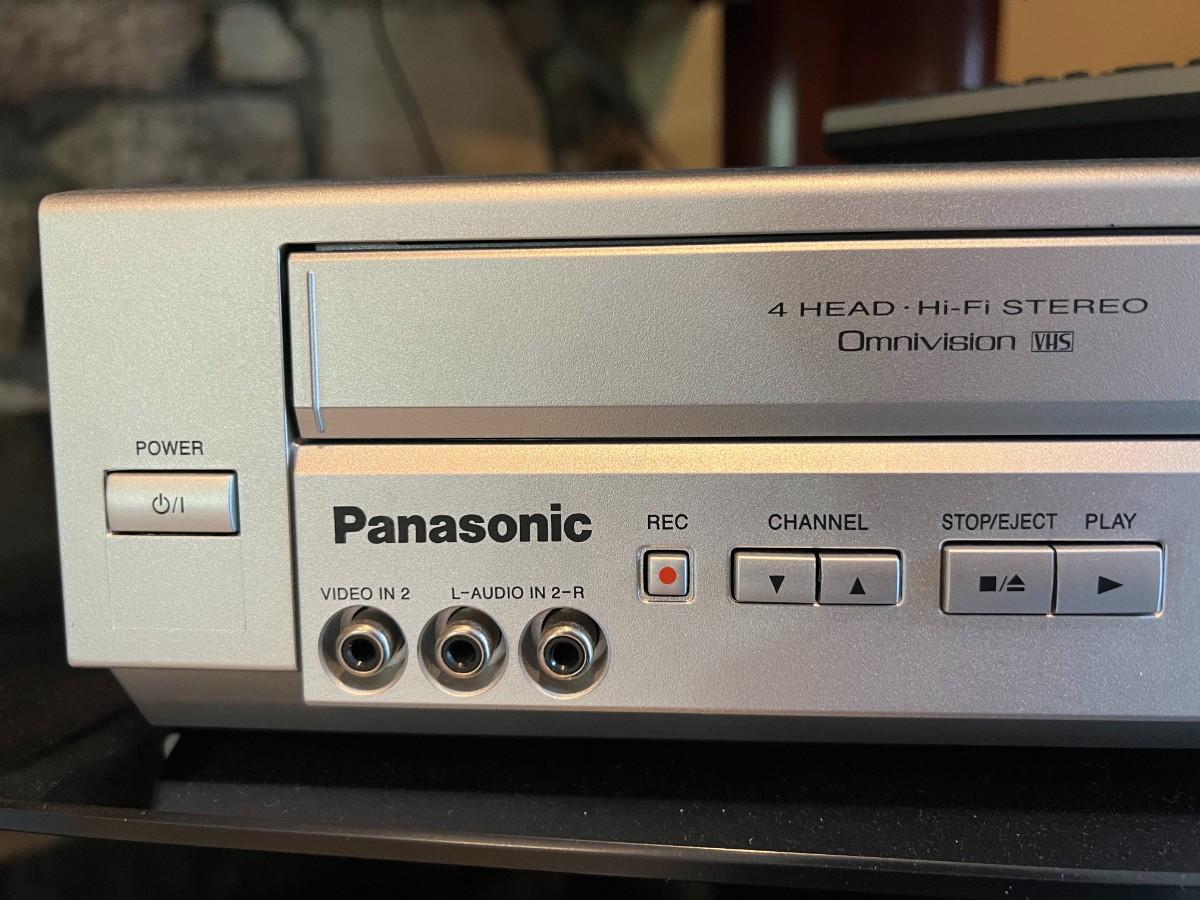 4 HEAD · Hi-Fi STEREO
Omnivision VHS
POWER
⏻/I
Panasonic
REC
CHANNEL
STOP/EJECT PLAY
VIDEO IN 2
L-AUDIO IN 2-R